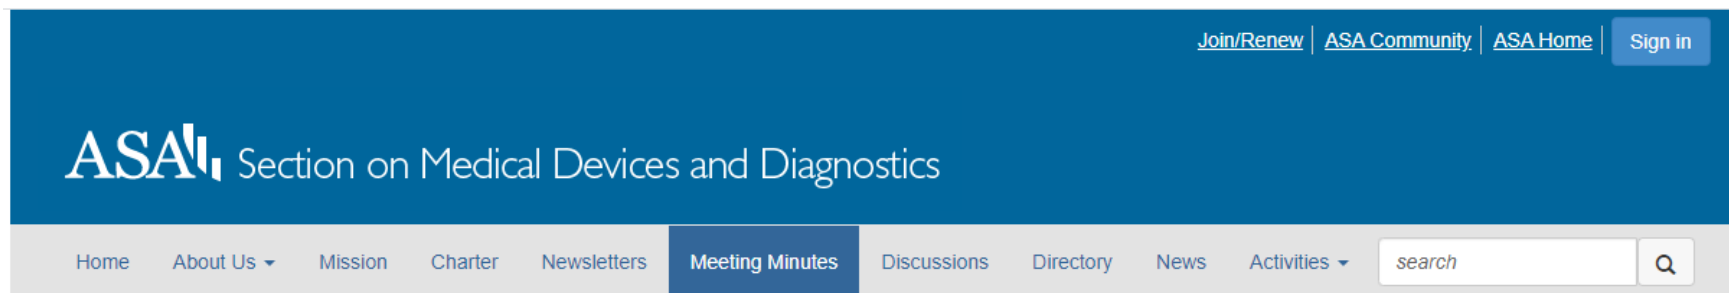 Join/Renew ASA Community ASA Home Sign in
ASA Section on Medical Devices and Diagnostics
Home About Us Mission Charter Newsletters Meeting Minutes Discussions Directory News Activities search